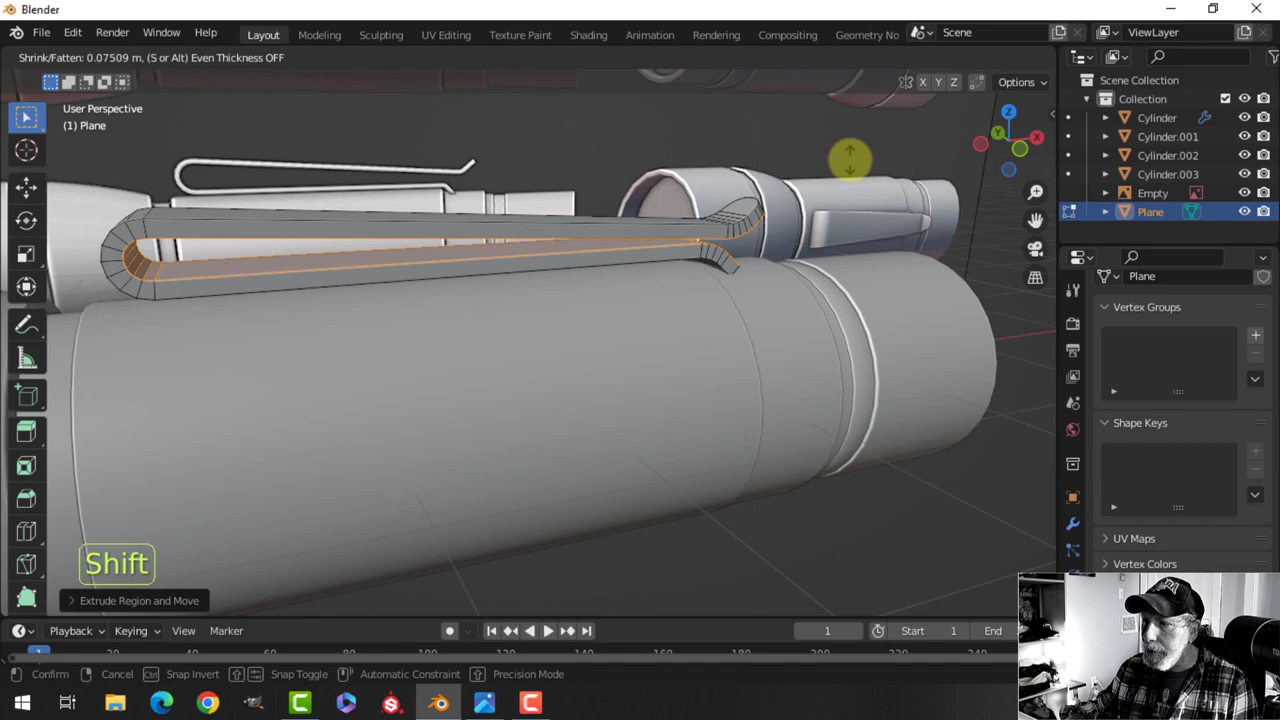 Blender
File Edit Render Window Help
Layout Modeling Sculpting UV Editing Texture Paint Shading Animation Rendering Compositing Geometry No
Scene
ViewLayer
Shrink/Fatten: 0.07509 m, (S or Alt) Even Thickness OFF
X Y Z Options
User Perspective
(1) Plane
Z
Y X
Scene Collection
Collection
Cylinder
Cylinder.001
Cylinder.002
Cylinder.003
Empty
Plane
Plane
Vertex Groups
Shape Keys
UV Maps
Vertex Colors
Shift
Extrude Region and Move
Playback Keying View Marker
1 Start 1 End
1
Confirm Cancel Snap Invert Snap Toggle Automatic Constraint Precision Mode